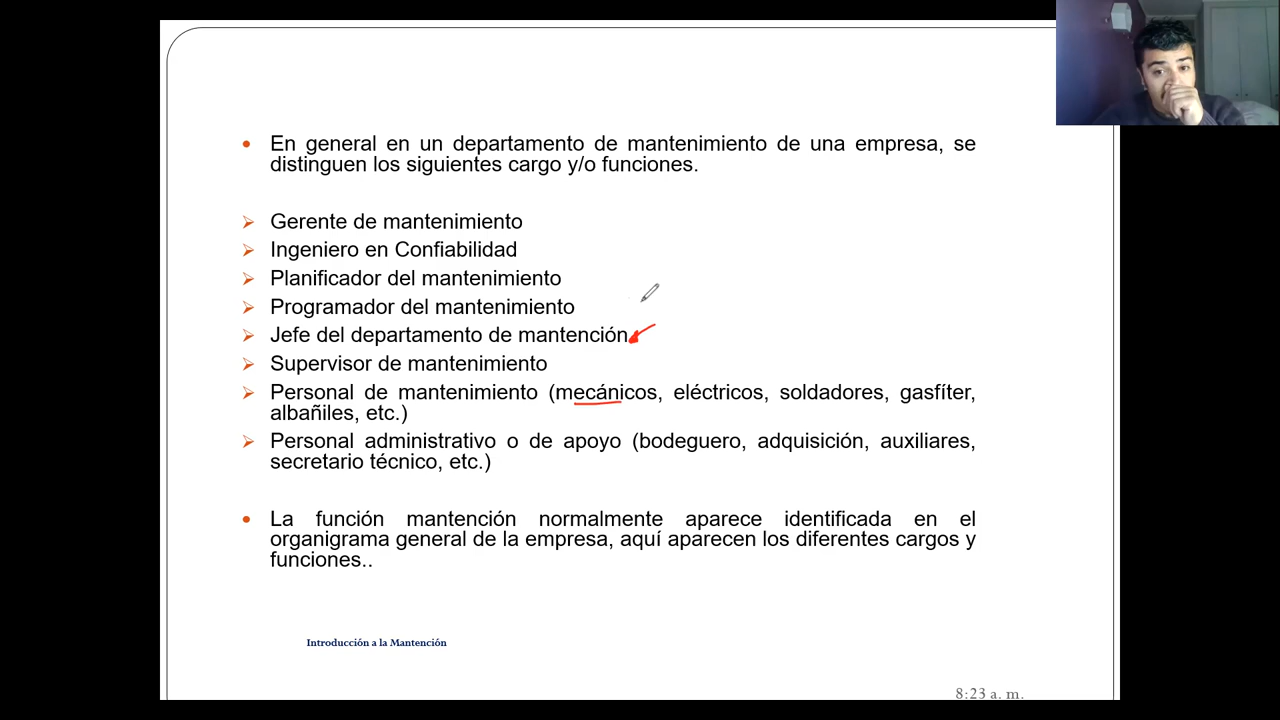 En general en un departamento de mantenimiento de una empresa, se
distinguen los siguientes cargo y/o funciones.
Gerente de mantenimiento
Ingeniero en Confiabilidad
Planificador del mantenimiento
Programador del mantenimiento
Jefe del departamento de mantención
Supervisor de mantenimiento
Personal de mantenimiento (mecánicos, eléctricos, soldadores, gasfíter,
albañiles, etc.)
Personal administrativo o de apoyo (bodeguero, adquisición, auxiliares,
secretario técnico, etc.)
La función mantención normalmente aparece identificada en el
organigrama general de la empresa, aquí aparecen los diferentes cargos y
funciones..
Introducción a la Mantención
8:23 a. m.